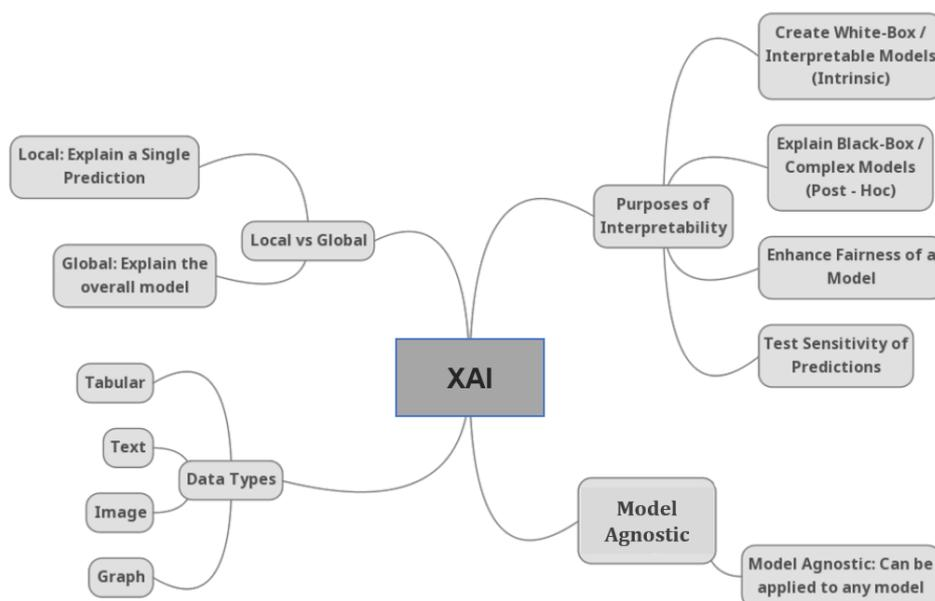 Create White-Box /
Interpretable Models
(Intrinsic)
Local: Explain a Single
Prediction
Explain Black-Box /
Complex Models
(Post - Hoc)
Purposes of
Interpretability
Local vs Global
Global: Explain the
overall model
Enhance Fairness of a
Model
Test Sensitivity of
Predictions
XAI
Tabular
Text
Data Types
Image
Graph
Model
Agnostic
Model Agnostic: Can be
applied to any model